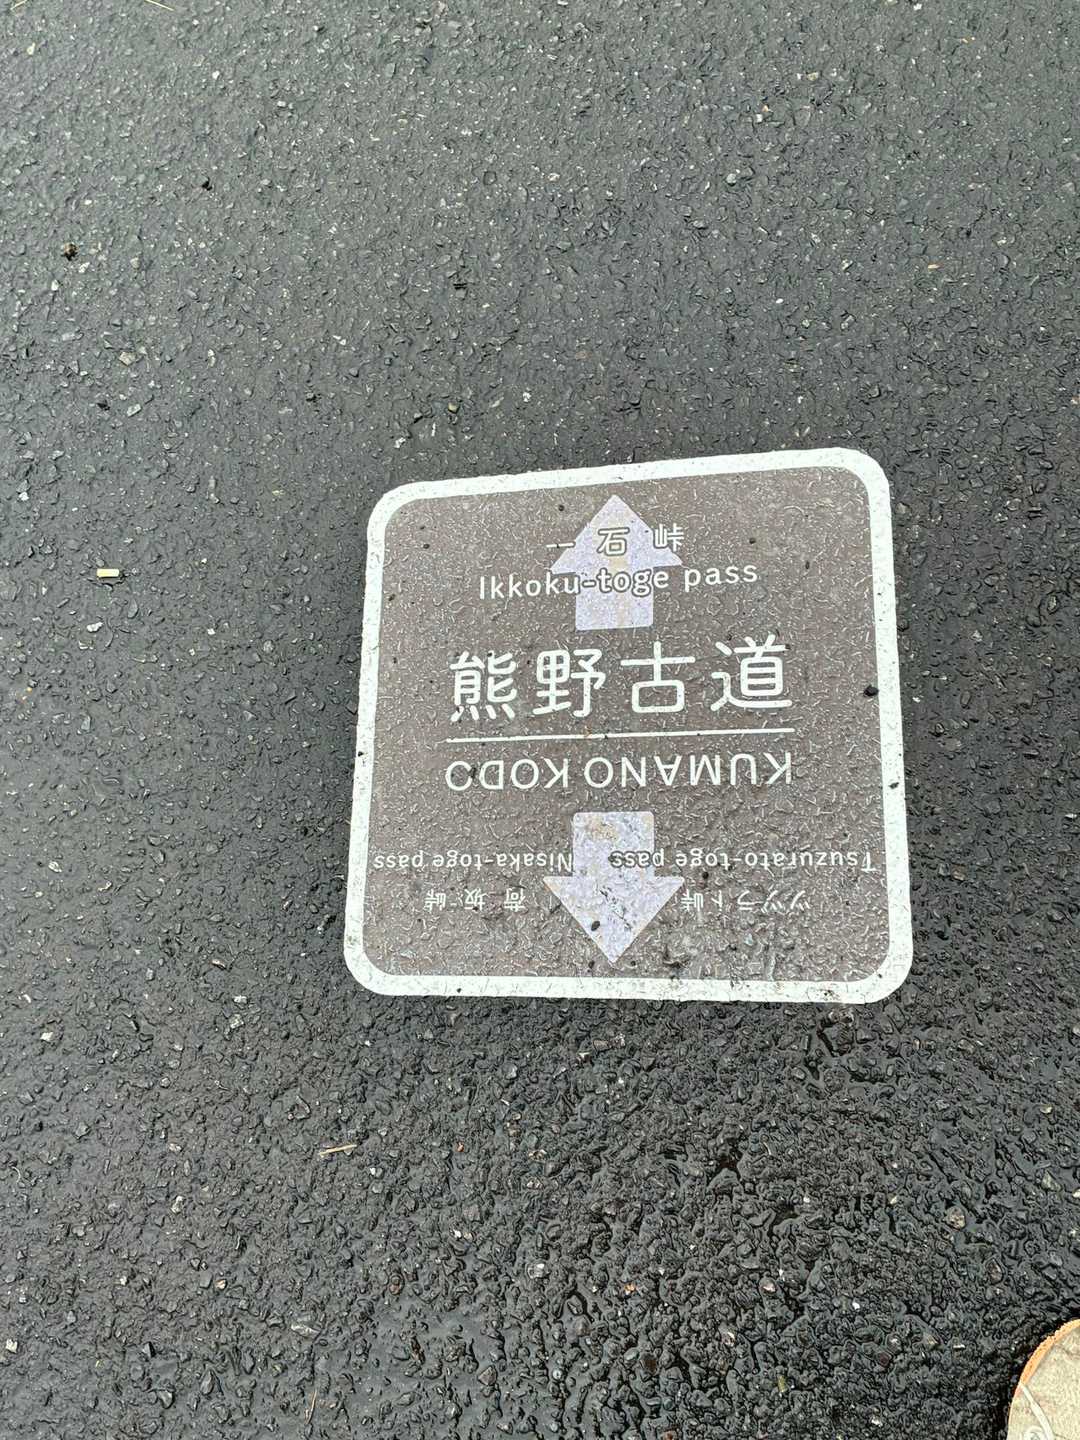 一石峠
Ikkoku-toge pass
熊野古道
KUMANO KODO
Tsuzurato-toge pass Nisaka-toge pass
ツヅラト峠 荷坂峠